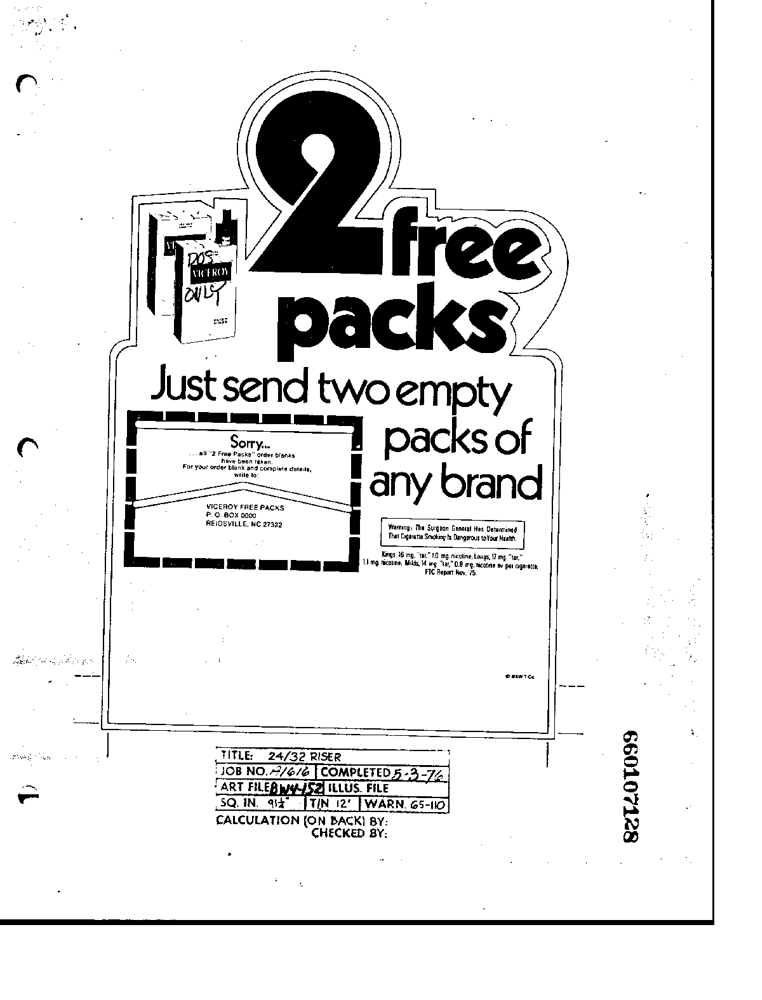 2 free
packs
VICEROY
POS
ONLY
Just send two empty
packs of
any brand
Sorry...
...all "2 Free Packs" order blanks
have been taken.
For your order blank and complete details,
write to:
VICEROY FREE PACKS
P. O. BOX 0000
REIDSVILLE, NC 27322
Warning: The Surgeon General Has Determined
That Cigarette Smoking Is Dangerous to Your Health.
Kings, 16 mg. "tar," 1.0 mg. nicotine; Longs, 17 mg. "tar,"
1.1 mg. nicotine; Milds, 14 mg. "tar," 0.8 mg. nicotine av. per cigarette,
FTC Report Nov. 75.
© B&W T Co
TITLE: 24/32 RISER
JOB NO. COMPLETED 5-3-76
ART FILE BW4-152 ILLUS. FILE
SQ. IN. 91½" T/N 12' WARN. 65-110
CALCULATION (ON BACK) BY:
CHECKED BY:
660107128